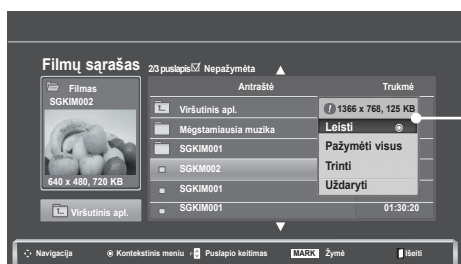 Filmų sąrašas 2/3 puslapis Nepažymėta
Filmas
SGKIM002
640 x 480, 720 KB
Viršutinis apl.
Antraštė Trukmė
Viršutinis apl.
Mėgstamiausia muzika
SGKIM001
SGKM002
SGKIM001
SGKIM001 01:30:20
1366 x 768, 125 KB
Leisti
Pažymėti visus
Trinti
Uždaryti
Navigacija Kontekstinis meniu Puslapio keitimas MARK Žymė Išeiti